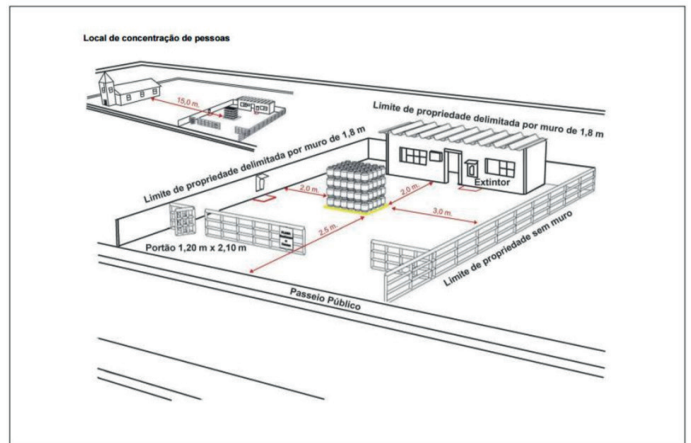 Local de concentração de pessoas
15,0 m.
Limite de propriedade delimitada por muro de 1,8 m
Limite de propriedade delimitada por muro de 1,8 m
Extintor
2,0 m.
2,0 m.
3,0 m.
2,5 m.
Portão 1,20 m x 2,10 m
Limite de propriedade sem muro
Passeio Público